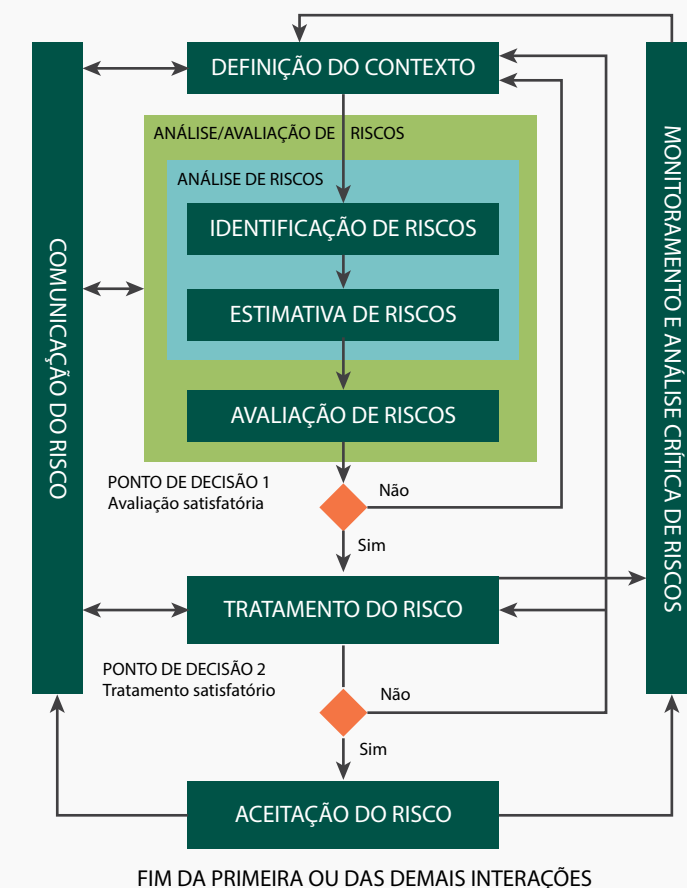 DEFINIÇÃO DO CONTEXTO
ANÁLISE/AVALIAÇÃO DE RISCOS
ANÁLISE DE RISCOS
IDENTIFICAÇÃO DE RISCOS
ESTIMATIVA DE RISCOS
AVALIAÇÃO DE RISCOS
COMUNICAÇÃO DO RISCO
MONITORAMENTO E ANÁLISE CRÍTICA DE RISCOS
PONTO DE DECISÃO 1
Avaliação satisfatória
Não
Sim
TRATAMENTO DO RISCO
PONTO DE DECISÃO 2
Tratamento satisfatório
Não
Sim
ACEITAÇÃO DO RISCO
FIM DA PRIMEIRA OU DAS DEMAIS INTERAÇÕES